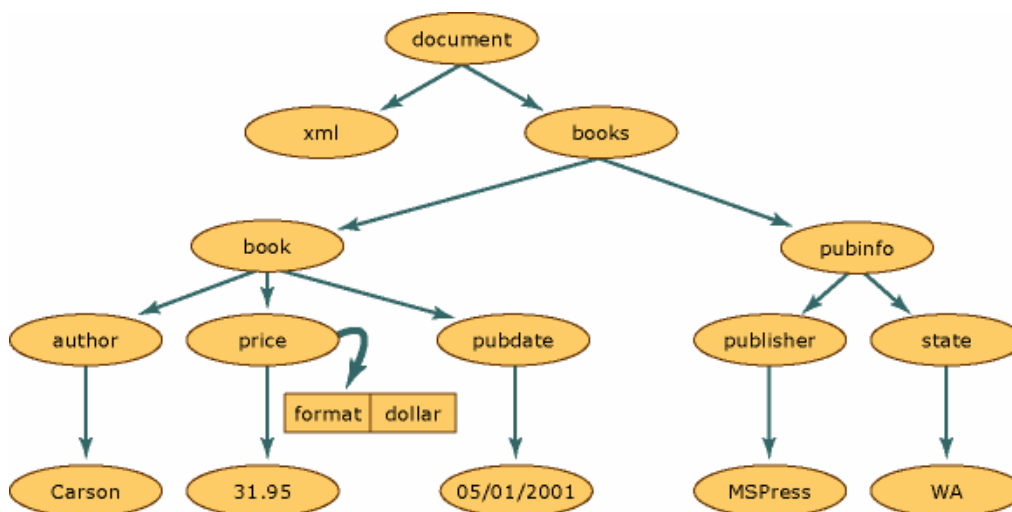 document
xml
books
book
pubinfo
author
price
pubdate
publisher
state
format dollar
Carson
31.95
05/01/2001
MSPress
WA